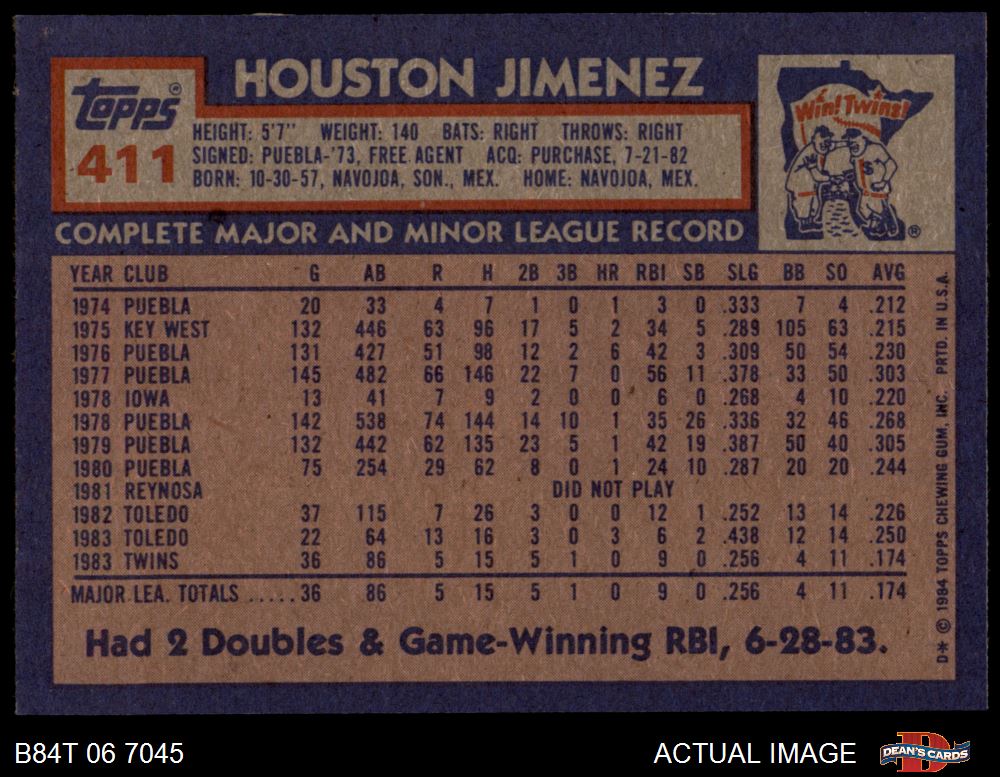 HOUSTON JIMENEZ
Topps®
411
HEIGHT: 5'7" WEIGHT: 140 BATS: RIGHT THROWS: RIGHT
SIGNED: PUEBLA-'73, FREE AGENT ACQ: PURCHASE, 7-21-82
BORN: 10-30-57, NAVOJOA, SON., MEX. HOME: NAVOJOA, MEX.
Win! Twins!
®
COMPLETE MAJOR AND MINOR LEAGUE RECORD
YEAR CLUB G AB R H 2B 3B HR RBI SB SLG BB SO AVG
1974 PUEBLA 20 33 4 7 1 0 1 3 0 .333 7 4 .212
1975 KEY WEST 132 446 63 96 17 5 2 34 5 .289 105 63 .215
1976 PUEBLA 131 427 51 98 12 2 6 42 3 .309 50 54 .230
1977 PUEBLA 145 482 66 146 22 7 0 56 11 .378 33 50 .303
1978 IOWA 13 41 7 9 2 0 0 6 0 .268 4 10 .220
1978 PUEBLA 142 538 74 144 14 10 1 35 26 .336 32 46 .268
1979 PUEBLA 132 442 62 135 23 5 1 42 19 .387 50 40 .305
1980 PUEBLA 75 254 29 62 8 0 1 24 10 .287 20 20 .244
1981 REYNOSA DID NOT PLAY
1982 TOLEDO 37 115 7 26 3 0 0 12 1 .252 13 14 .226
1983 TOLEDO 22 64 13 16 3 0 3 6 2 .438 12 14 .250
1983 TWINS 36 86 5 15 5 1 0 9 0 .256 4 11 .174
MAJOR LEA. TOTALS ..... 36 86 5 15 5 1 0 9 0 .256 4 11 .174
Had 2 Doubles & Game-Winning RBI, 6-28-83.
D* © 1984 TOPPS CHEWING GUM, INC. PRTD. IN U.S.A.
B84T 06 7045
ACTUAL IMAGE
D
DEAN'S CARDS